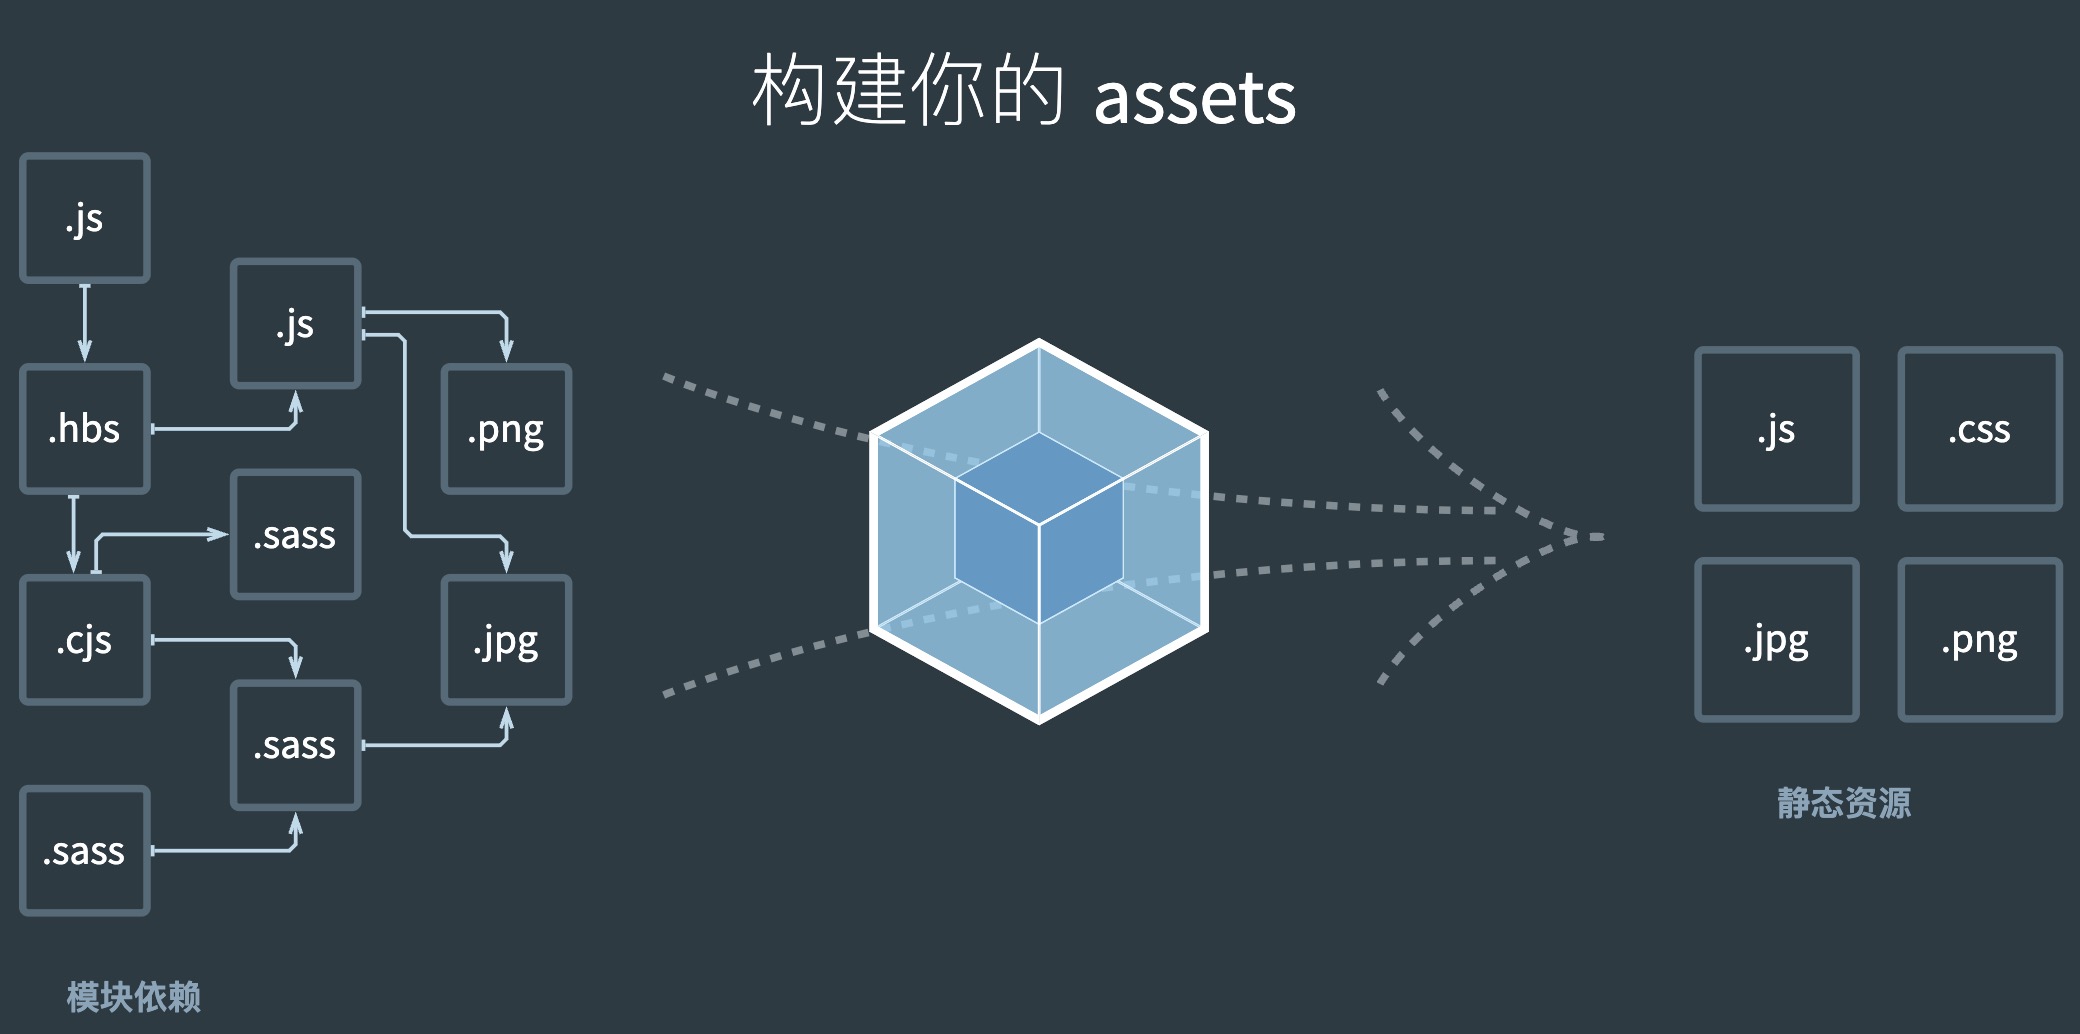 构建你的 assets
.js
.js
.hbs
.png
.sass
.cjs
.jpg
.sass
.sass
模块依赖
.js
.css
.jpg
.png
静态资源